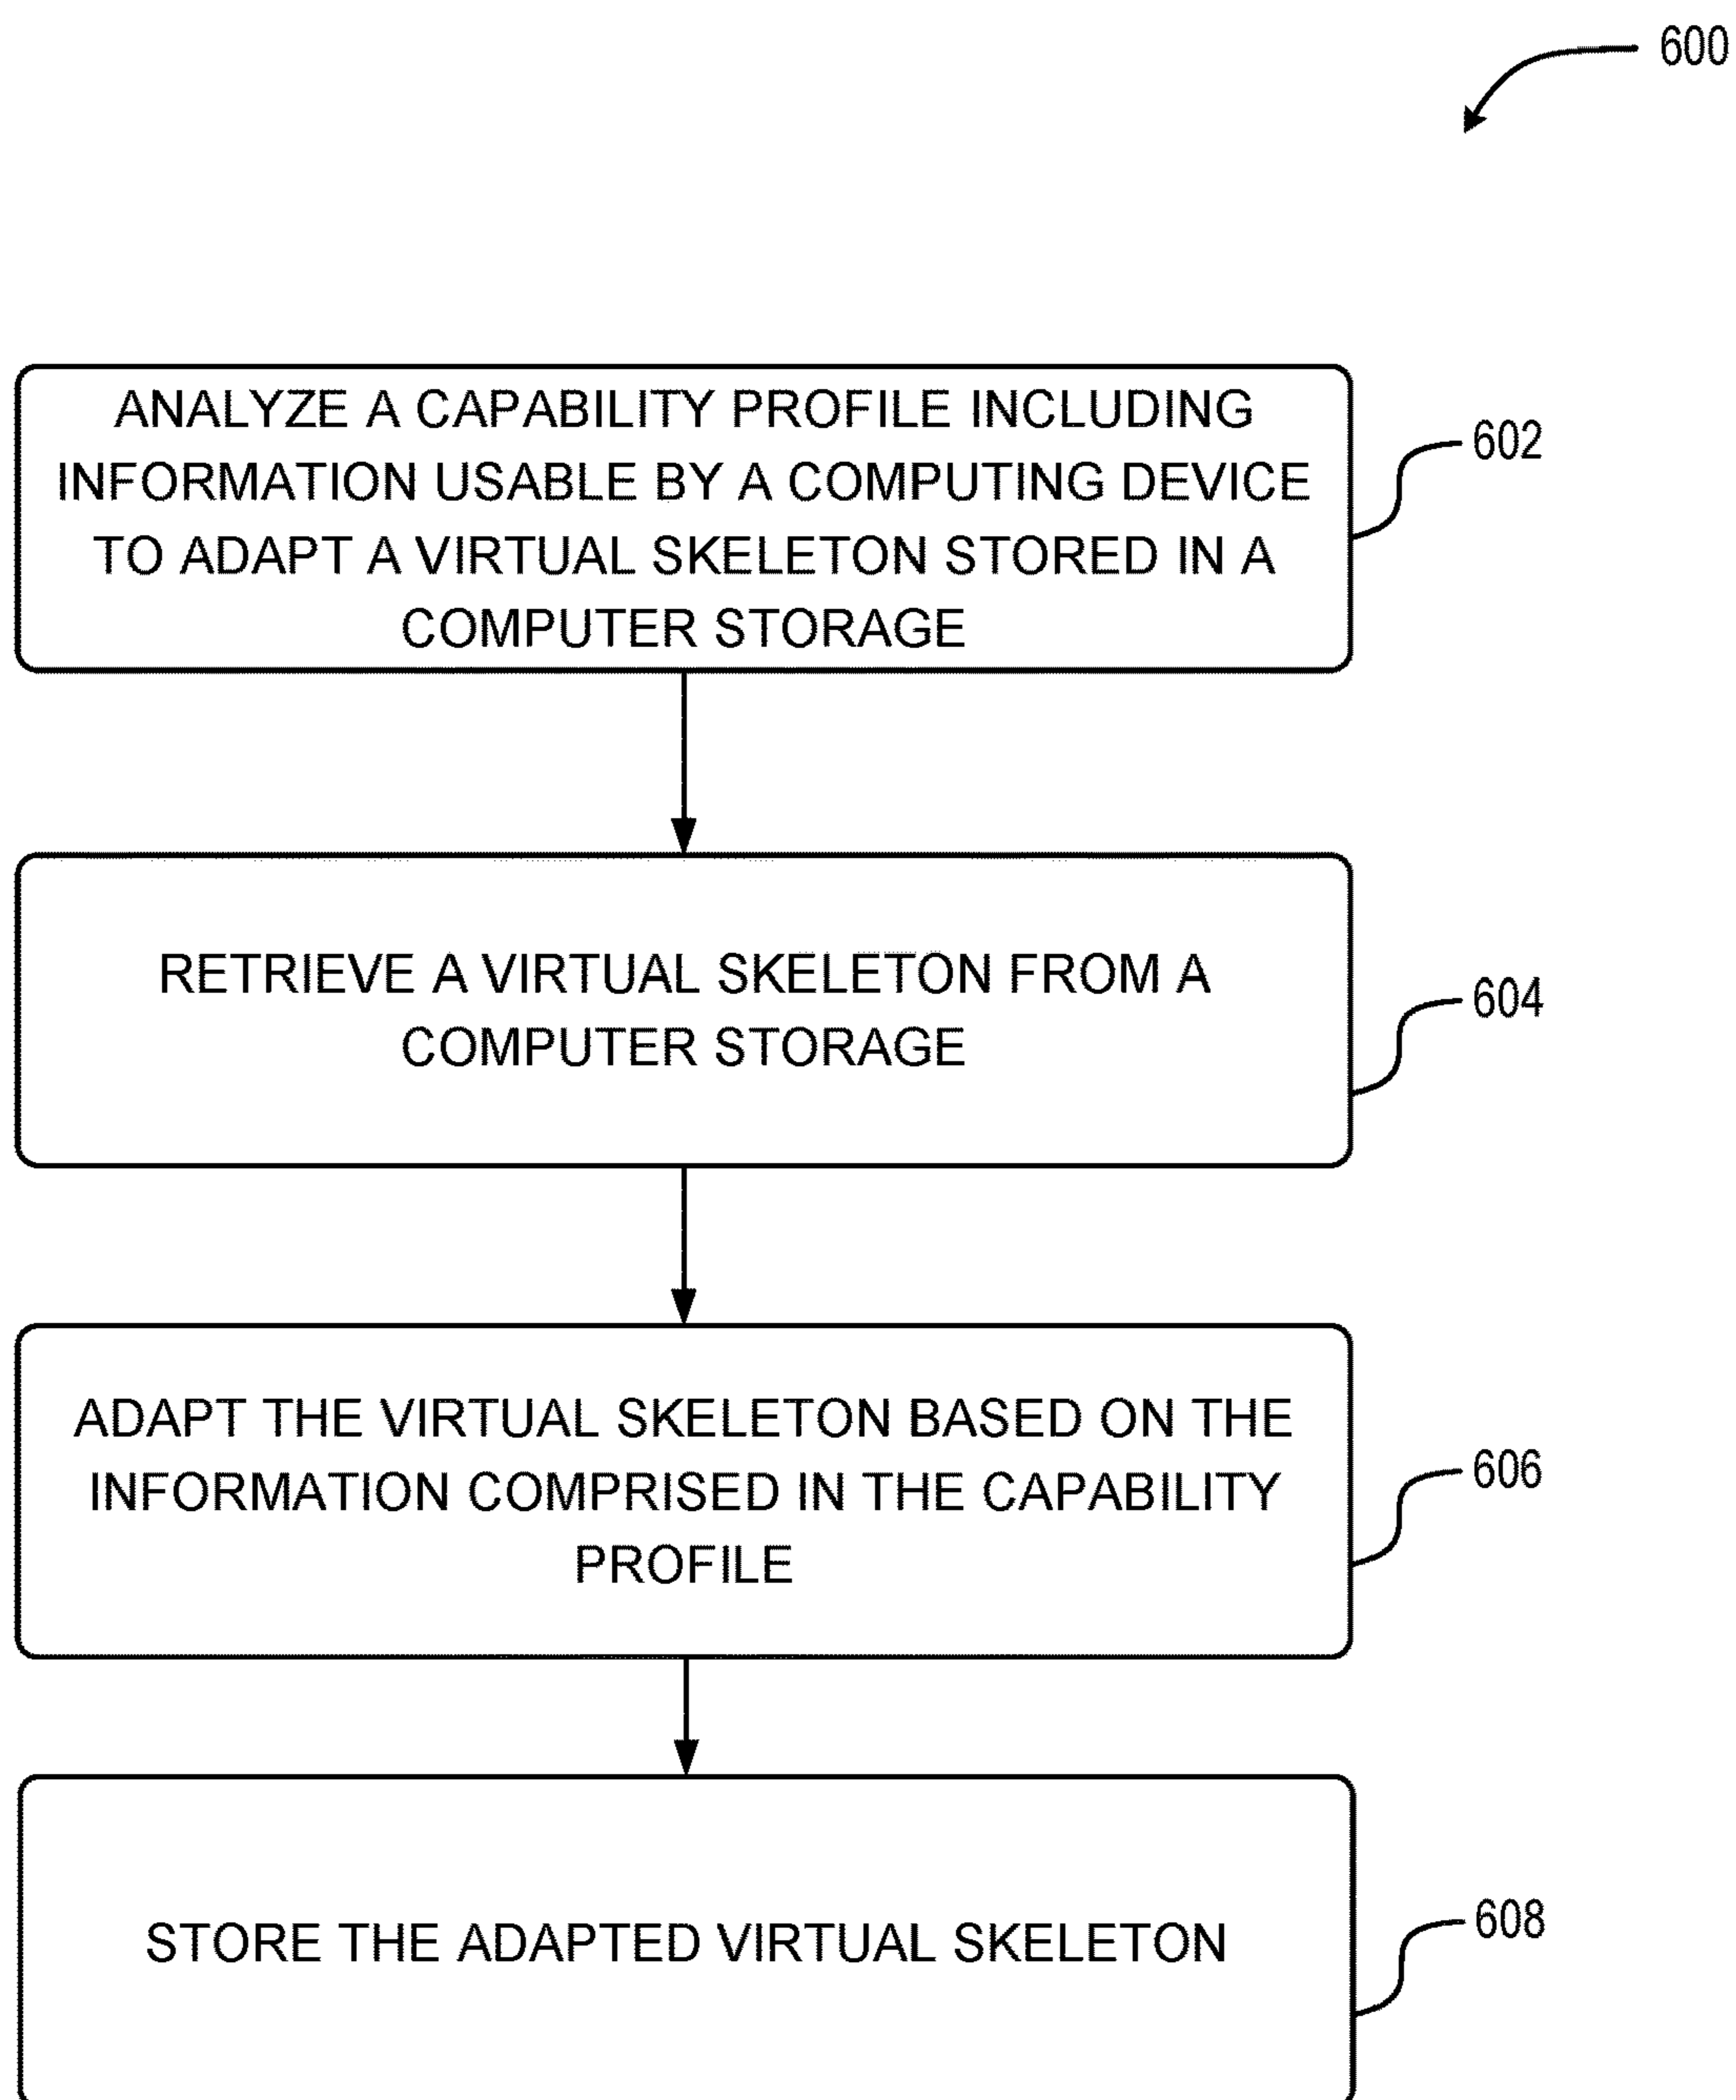 600
ANALYZE A CAPABILITY PROFILE INCLUDING
INFORMATION USABLE BY A COMPUTING DEVICE
TO ADAPT A VIRTUAL SKELETON STORED IN A
COMPUTER STORAGE
602
RETRIEVE A VIRTUAL SKELETON FROM A
COMPUTER STORAGE
604
ADAPT THE VIRTUAL SKELETON BASED ON THE
INFORMATION COMPRISED IN THE CAPABILITY
PROFILE
606
STORE THE ADAPTED VIRTUAL SKELETON
608